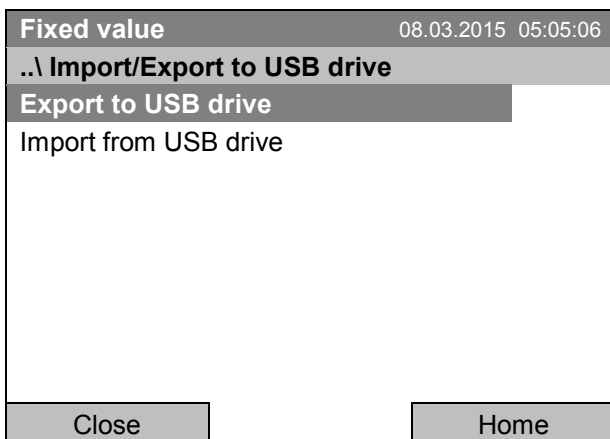 Fixed value 08.03.2015 05:05:06
..\ Import/Export to USB drive
Export to USB drive
Import from USB drive
Close Home